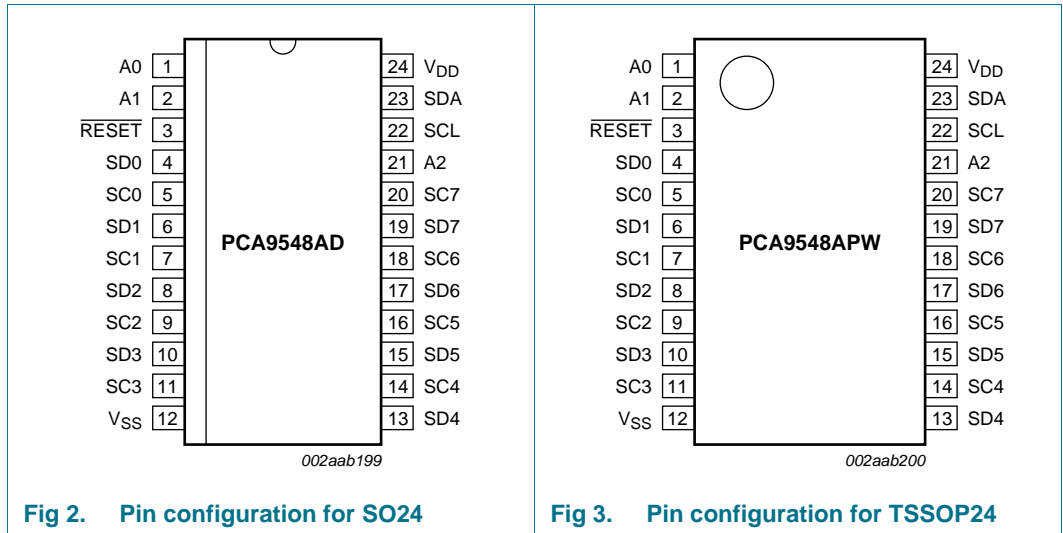 A0 1 24 VDD
A1 2 23 SDA
RESET 3 22 SCL
SD0 4 21 A2
SC0 5 20 SC7
SD1 6 19 SD7
PCA9548AD
SC1 7 18 SC6
SD2 8 17 SD6
SC2 9 16 SC5
SD3 10 15 SD5
SC3 11 14 SC4
VSS 12 13 SD4
002aab199
Fig 2. Pin configuration for SO24
A0 1 24 VDD
A1 2 23 SDA
RESET 3 22 SCL
SD0 4 21 A2
SC0 5 20 SC7
SD1 6 19 SD7
PCA9548APW
SC1 7 18 SC6
SD2 8 17 SD6
SC2 9 16 SC5
SD3 10 15 SD5
SC3 11 14 SC4
VSS 12 13 SD4
002aab200
Fig 3. Pin configuration for TSSOP24